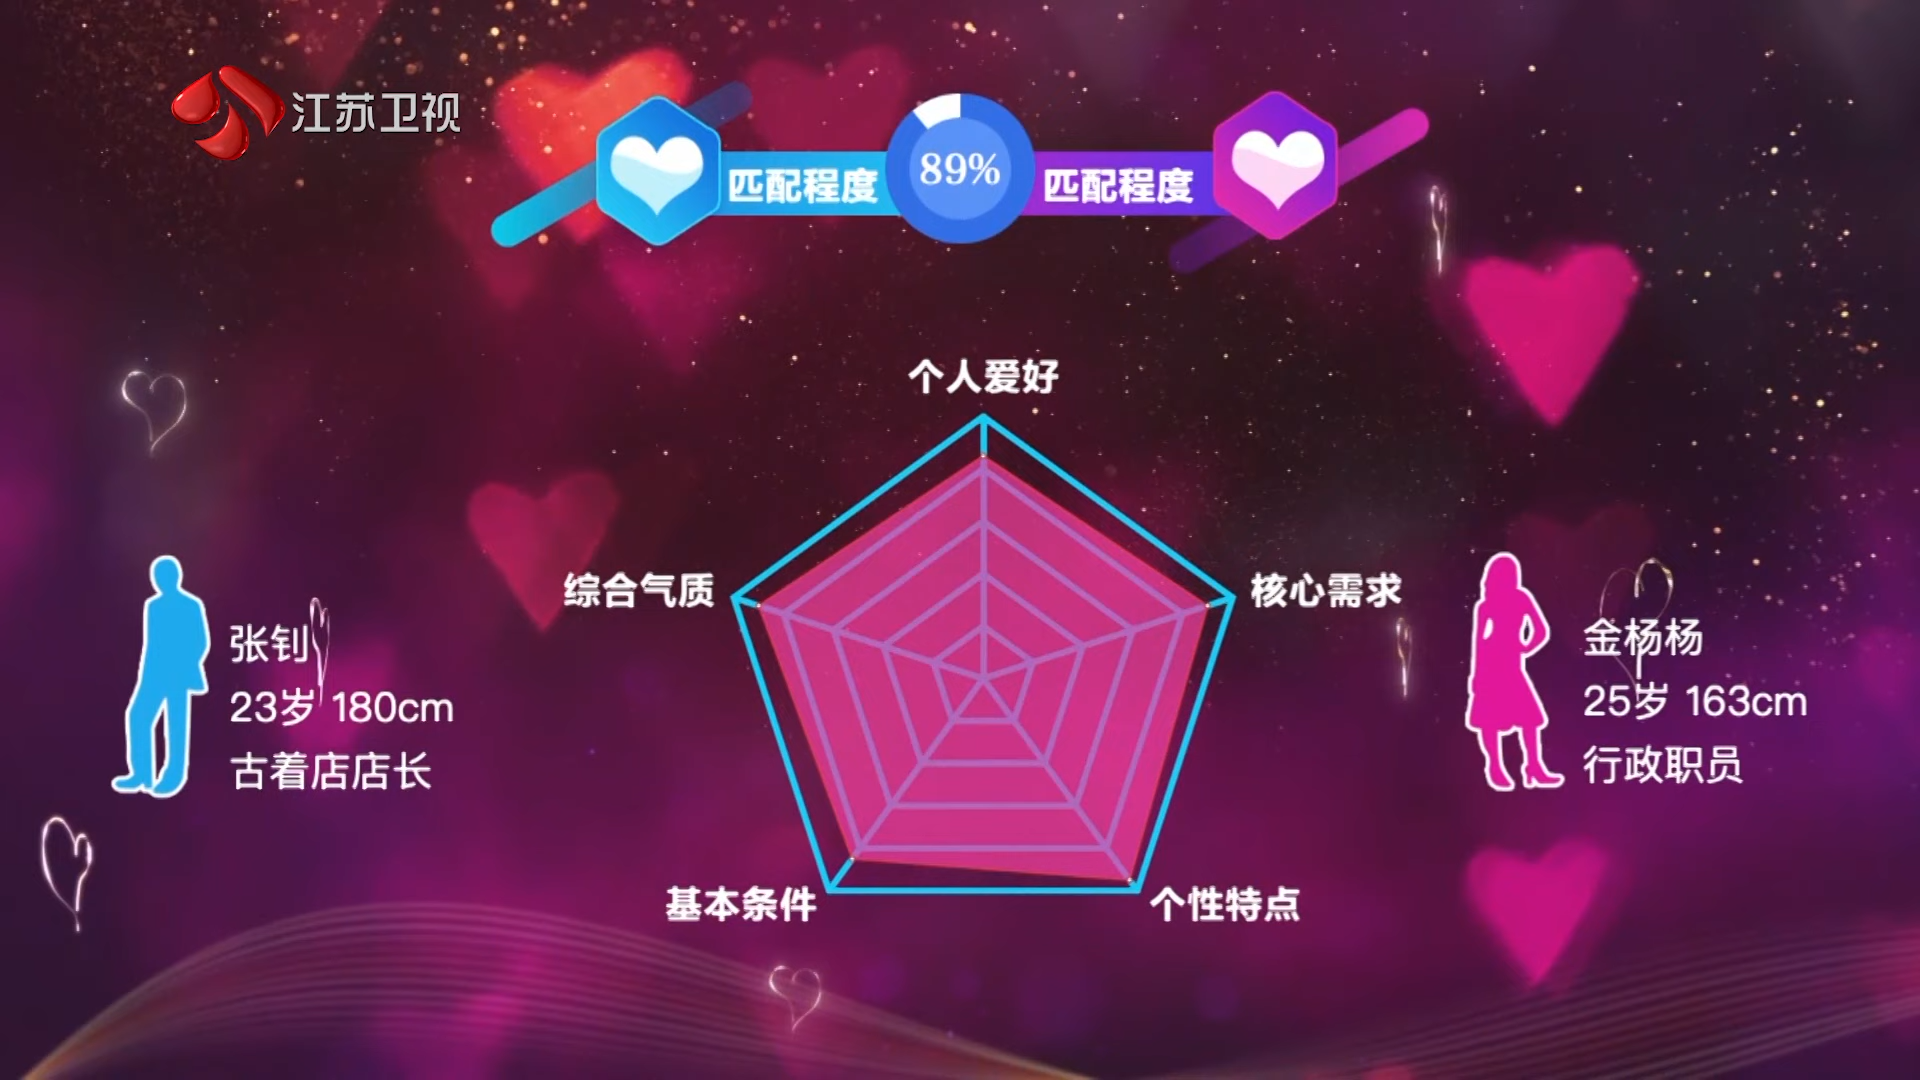 江苏卫视
匹配程度
89%
匹配程度
个人爱好
综合气质
核心需求
张钊
23岁 180cm
古着店店长
金杨杨
25岁 163cm
行政职员
基本条件
个性特点